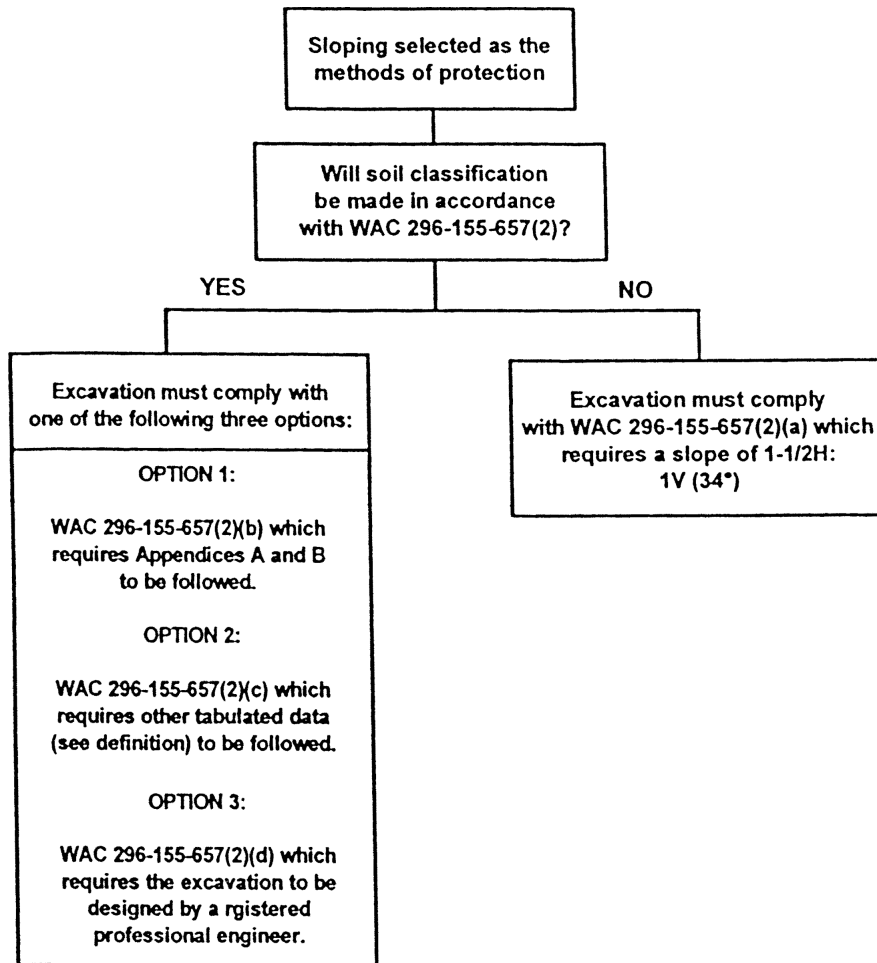 Sloping selected as the
methods of protection
Will soil classification
be made in accordance
with WAC 296-155-657(2)?
YES
NO
Excavation must comply with
one of the following three options:
OPTION 1:
WAC 296-155-657(2)(b) which
requires Appendices A and B
to be followed.
OPTION 2:
WAC 296-155-657(2)(c) which
requires other tabulated data
(see definition) to be followed.
OPTION 3:
WAC 296-155-657(2)(d) which
requires the excavation to be
designed by a rgistered
professional engineer.
Excavation must comply
with WAC 296-155-657(2)(a) which
requires a slope of 1-1/2H:
1V (34°)